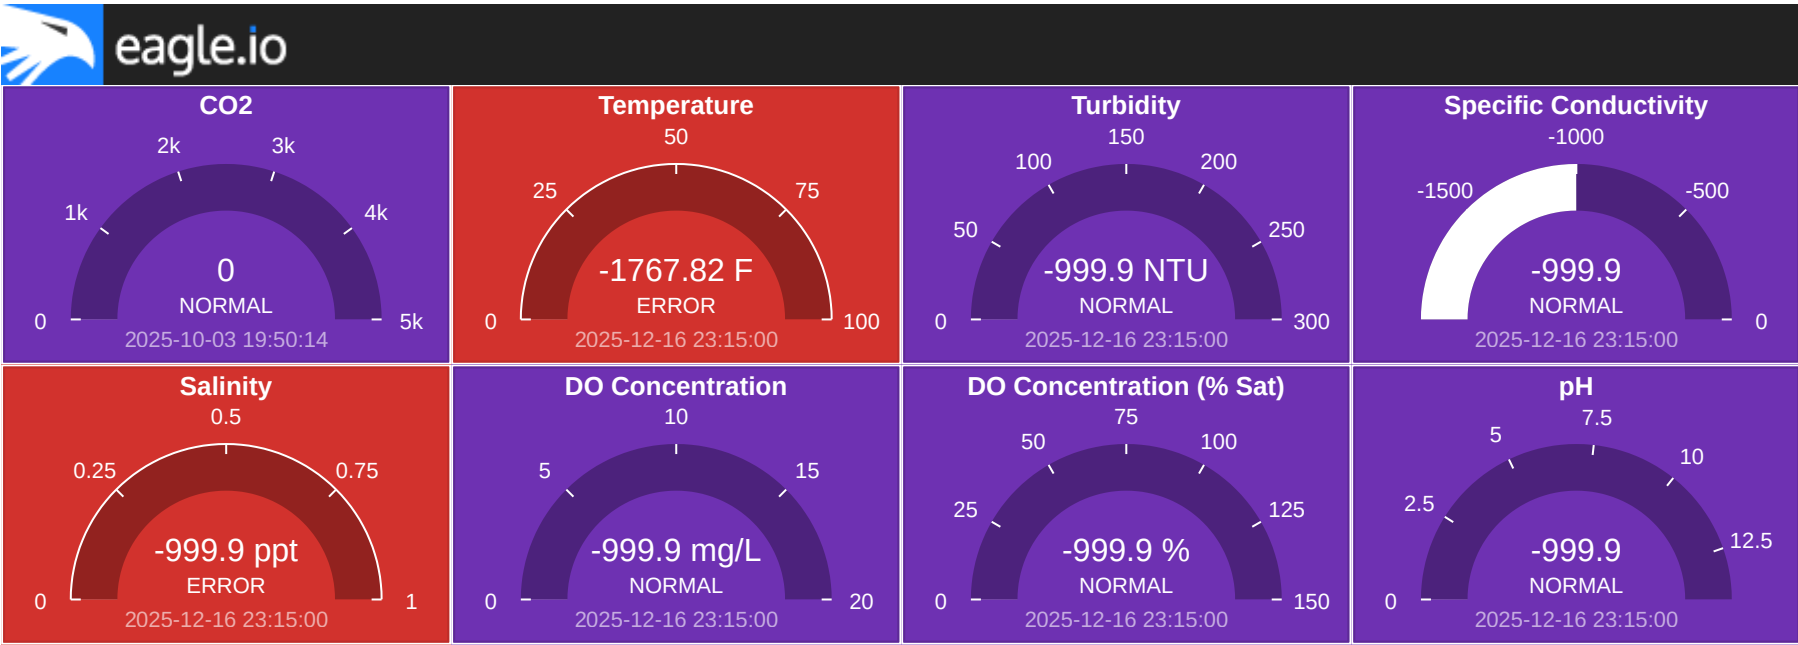 eagle.io
CO2
0
1k
2k
3k
4k
5k
0
NORMAL
2025-10-03 19:50:14
Temperature
0
25
50
75
100
-1767.82 F
ERROR
2025-12-16 23:15:00
Turbidity
0
50
100
150
200
250
300
-999.9 NTU
NORMAL
2025-12-16 23:15:00
Specific Conductivity
-1500
-1000
-500
0
-999.9
NORMAL
2025-12-16 23:15:00
Salinity
0
0.25
0.5
0.75
1
-999.9 ppt
ERROR
2025-12-16 23:15:00
DO Concentration
0
5
10
15
20
-999.9 mg/L
NORMAL
2025-12-16 23:15:00
DO Concentration (% Sat)
0
25
50
75
100
125
150
-999.9 %
NORMAL
2025-12-16 23:15:00
pH
0
2.5
5
7.5
10
12.5
-999.9
NORMAL
2025-12-16 23:15:00